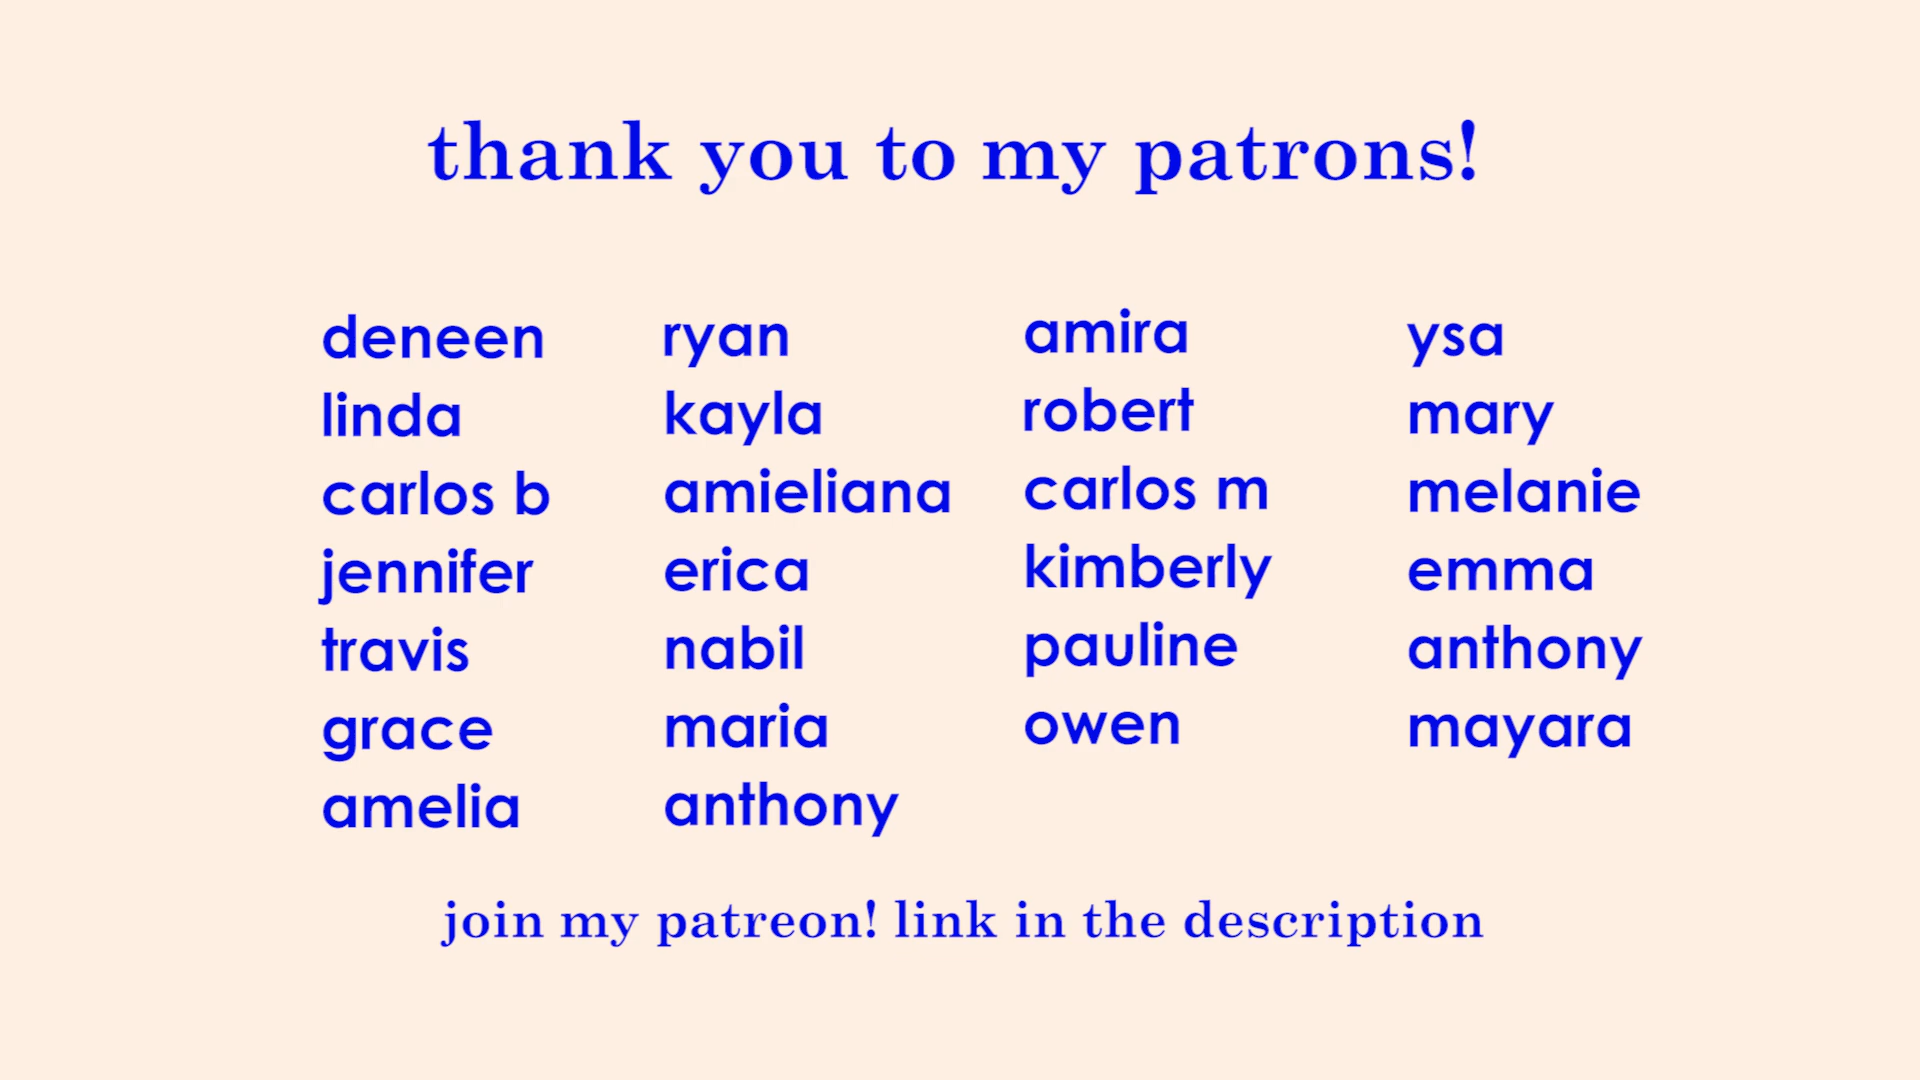 thank you to my patrons!
deneen
linda
carlos b
jennifer
travis
grace
amelia
ryan
kayla
amieliana
erica
nabil
maria
anthony
amira
robert
carlos m
kimberly
pauline
owen
ysa
mary
melanie
emma
anthony
mayara
join my patreon! link in the description